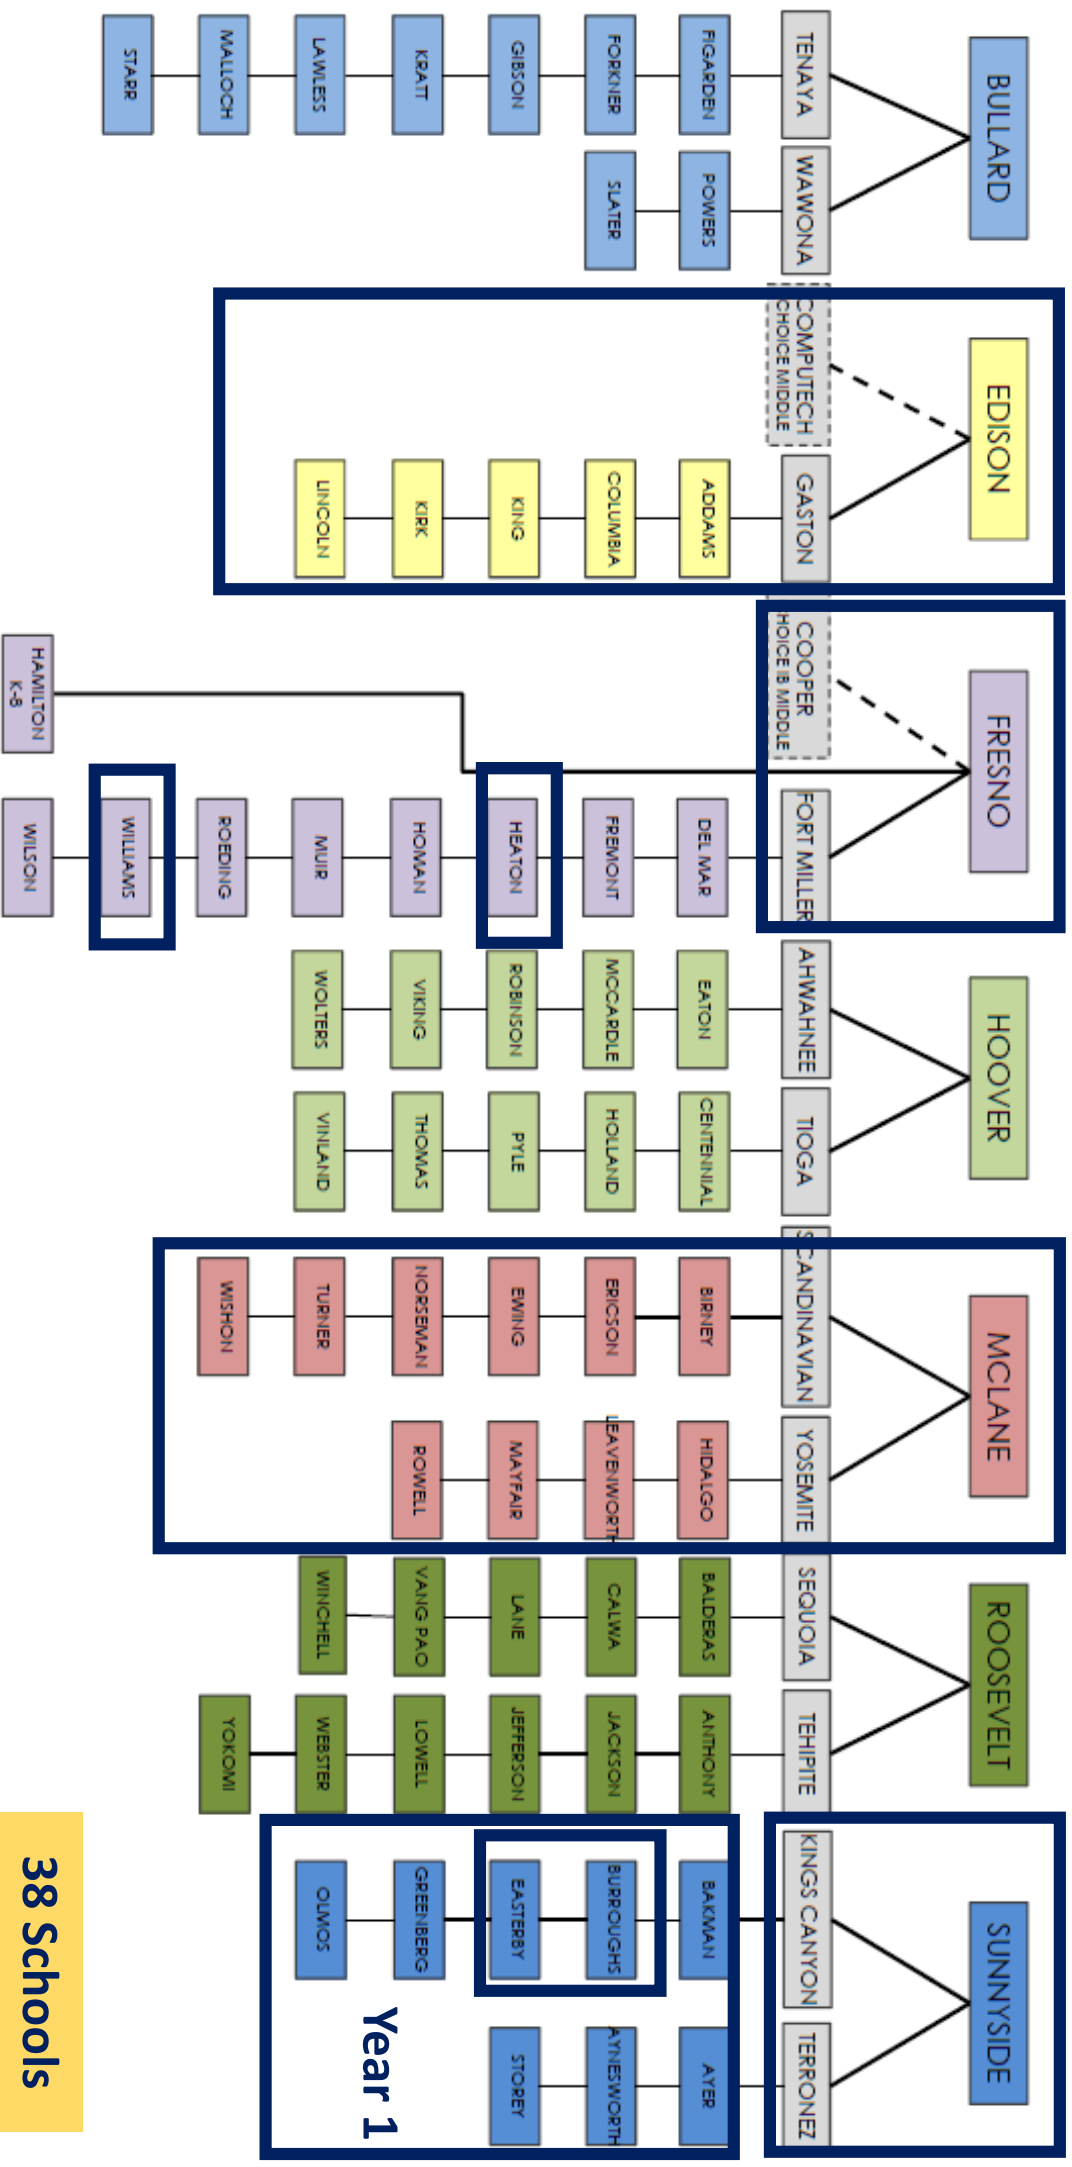 BULLARD
EDISON
FRESNO
HOOVER
MCLANE
ROOSEVELT
SUNNYSIDE
TENAYA
WAWONA
COMPUTECH
CHOICE MIDDLE
GASTON
COOPER
HOICE IB MIDDLE
FORT MILLER
AHWAHNEE
TIOGA
SCANDINAVIAN
YOSEMITE
SEQUOIA
TEHIPITE
KINGS CANYON
TERRONEZ
FIGARDEN
POWERS
ADDAMS
DEL MAR
EATON
CENTENNIAL
BIRNEY
HIDALGO
BALDERAS
ANTHONY
BAKMAN
AYER
FORKNER
SLATER
COLUMBIA
FREMONT
MCCARDLE
HOLLAND
ERICSON
LEAVENWORTH
CALWA
JACKSON
BURROUGHS
AYNESWORTH
GIBSON
KING
HEATON
ROBINSON
PYLE
EWING
MAYFAIR
LANE
JEFFERSON
EASTERBY
STOREY
KRATT
KIRK
HOMAN
VIKING
THOMAS
NORSEMAN
ROWELL
VANG PAO
LOWELL
GREENBERG
Year 1
LAWLESS
LINCOLN
MUIR
WOLTERS
VINLAND
TURNER
WINCHELL
WEBSTER
OLMOS
MALLOCH
ROEDING
WISHON
YOKOMI
STARR
WILLIAMS
HAMILTON
K-8
WILSON
38 Schools